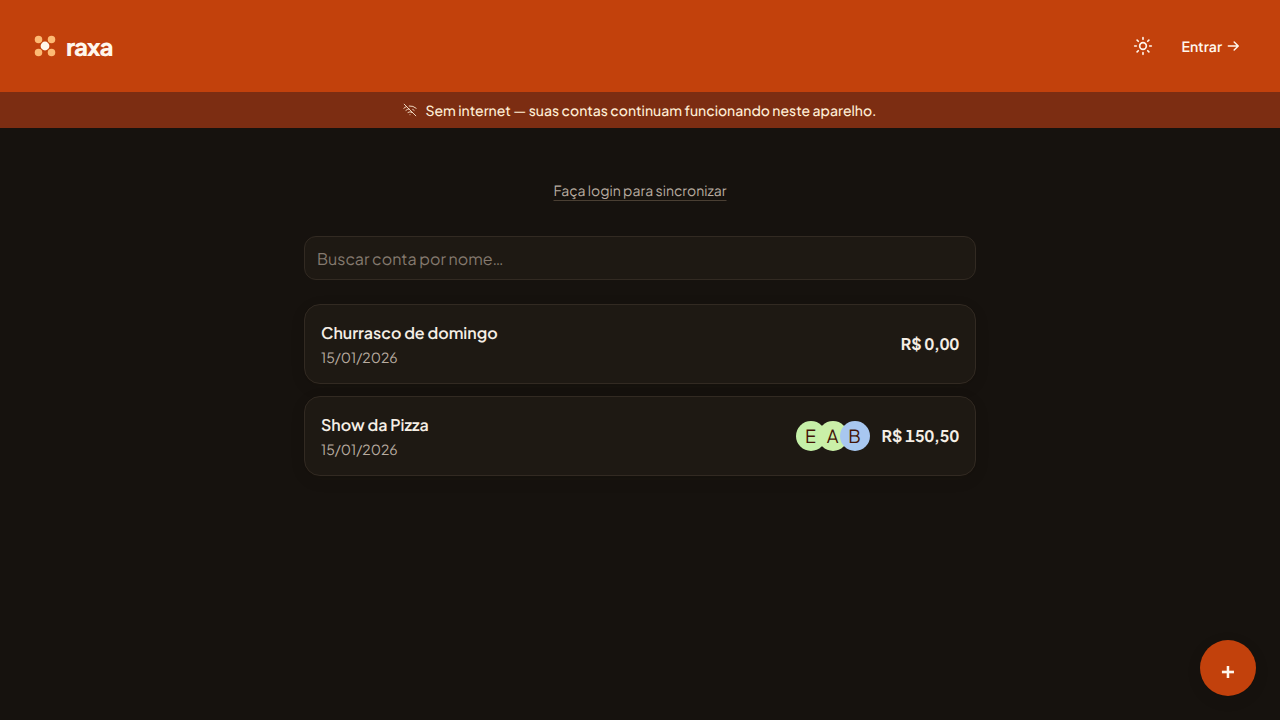 raxa
Entrar →
Sem internet — suas contas continuam funcionando neste aparelho.
Faça login para sincronizar
Buscar conta por nome…
Churrasco de domingo
15/01/2026
R$ 0,00
Show da Pizza
15/01/2026
E A B
R$ 150,50
+